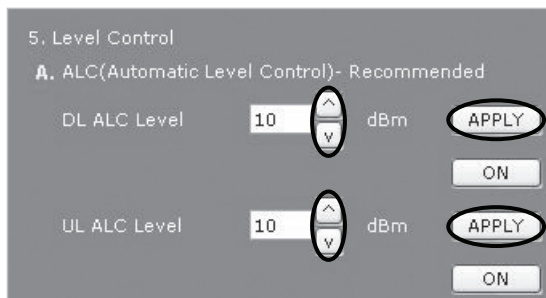 5. Level Control
A. ALC(Automatic Level Control)- Recommended
DL ALC Level 10 dBm APPLY
ON
UL ALC Level 10 dBm APPLY
ON